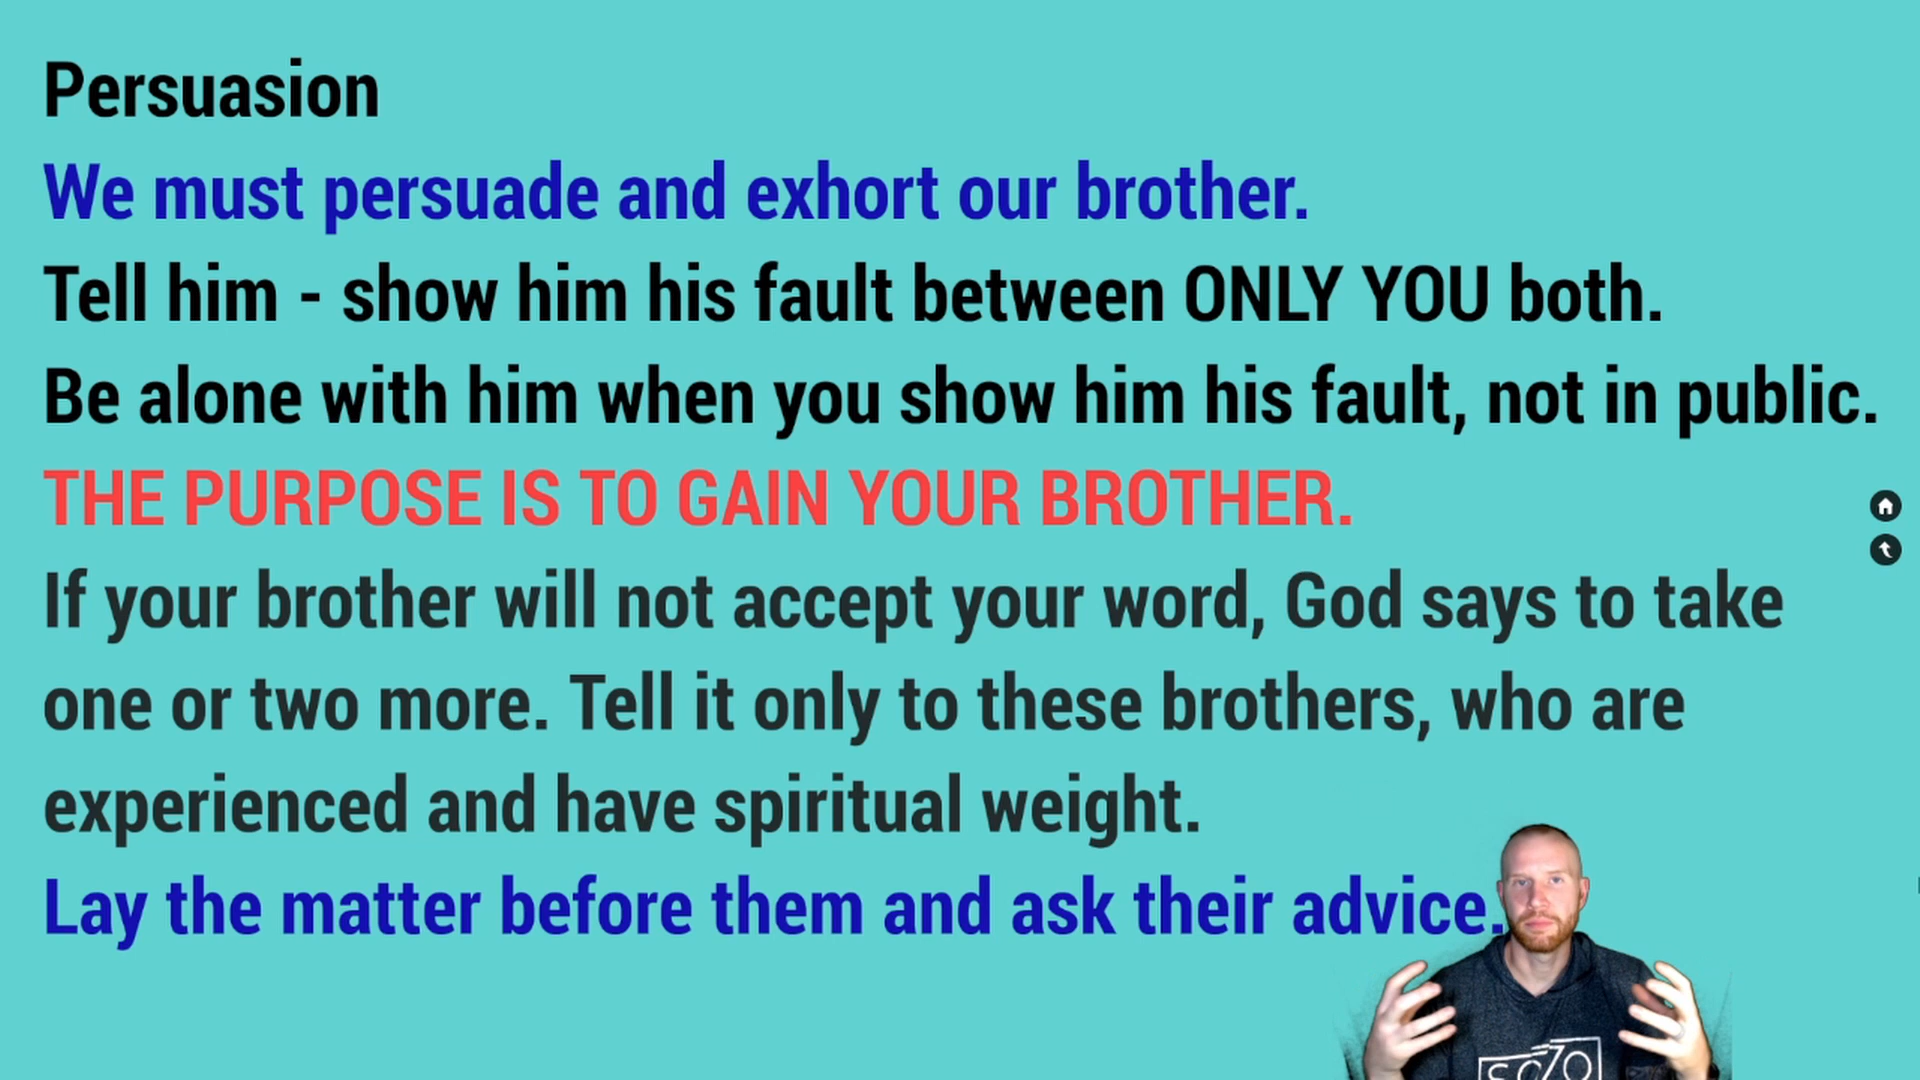 Persuasion
We must persuade and exhort our brother.
Tell him - show him his fault between ONLY YOU both.
Be alone with him when you show him his fault, not in public.
THE PURPOSE IS TO GAIN YOUR BROTHER.
If your brother will not accept your word, God says to take
one or two more. Tell it only to these brothers, who are
experienced and have spiritual weight.
Lay the matter before them and ask their advice.
SOZO